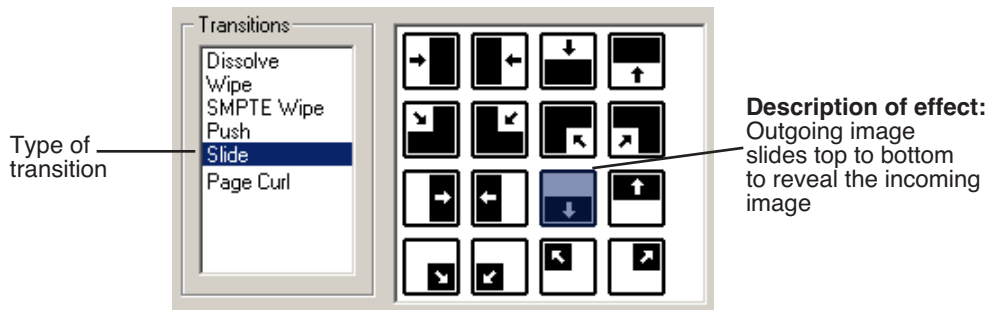 Transitions
Dissolve
Wipe
SMPTE Wipe
Push
Slide
Page Curl
Type of
transition
Description of effect:
Outgoing image
slides top to bottom
to reveal the incoming
image